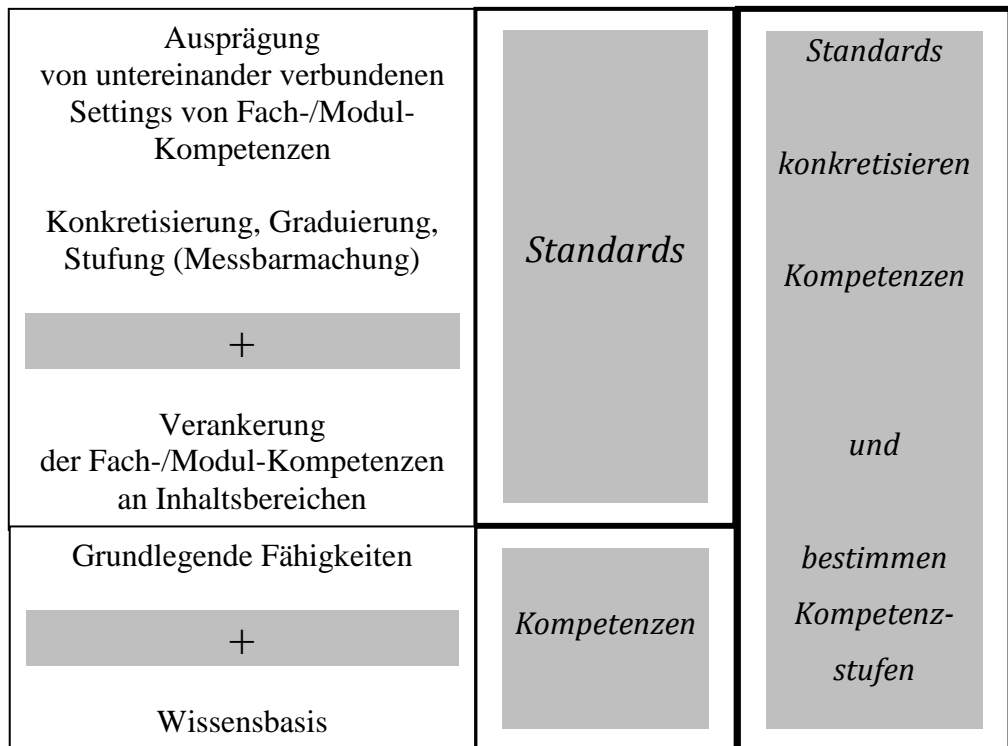 Ausprägung
von untereinander verbundenen
Settings von Fach-/Modul-
Kompetenzen
Konkretisierung, Graduierung,
Stufung (Messbarmachung)
+
Verankerung
der Fach-/Modul-Kompetenzen
an Inhaltsbereichen
Standards
Grundlegende Fähigkeiten
+
Wissensbasis
Kompetenzen
Standards
konkretisieren
Kompetenzen
und
bestimmen
Kompetenz-
stufen